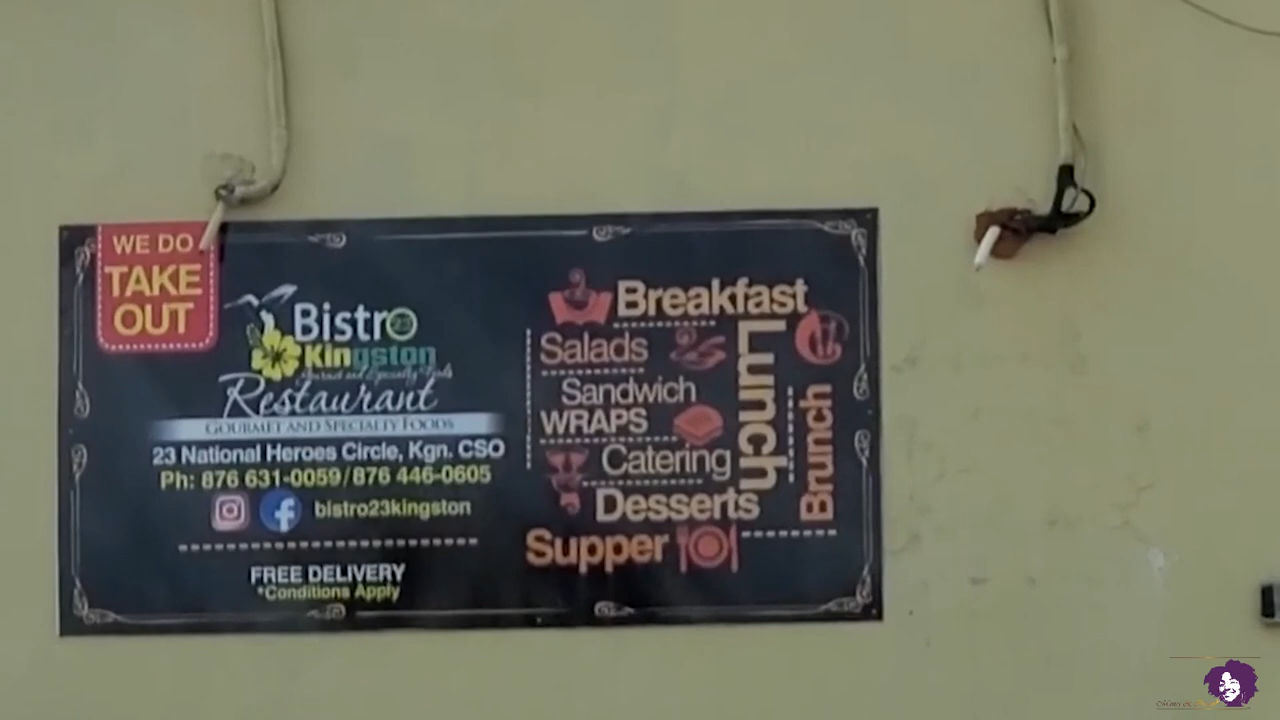 WE DO
TAKE
OUT
Bistro 23
Kingston
Gourmet and Specialty Foods
Restaurant
GOURMET AND SPECIALTY FOODS
23 National Heroes Circle, Kgn. CSO
Ph: 876 631-0059/876 446-0605
bistro23kingston
FREE DELIVERY
*Conditions Apply
Breakfast
Salads
Lunch
Sandwich
WRAPS
Brunch
Catering
Desserts
Supper